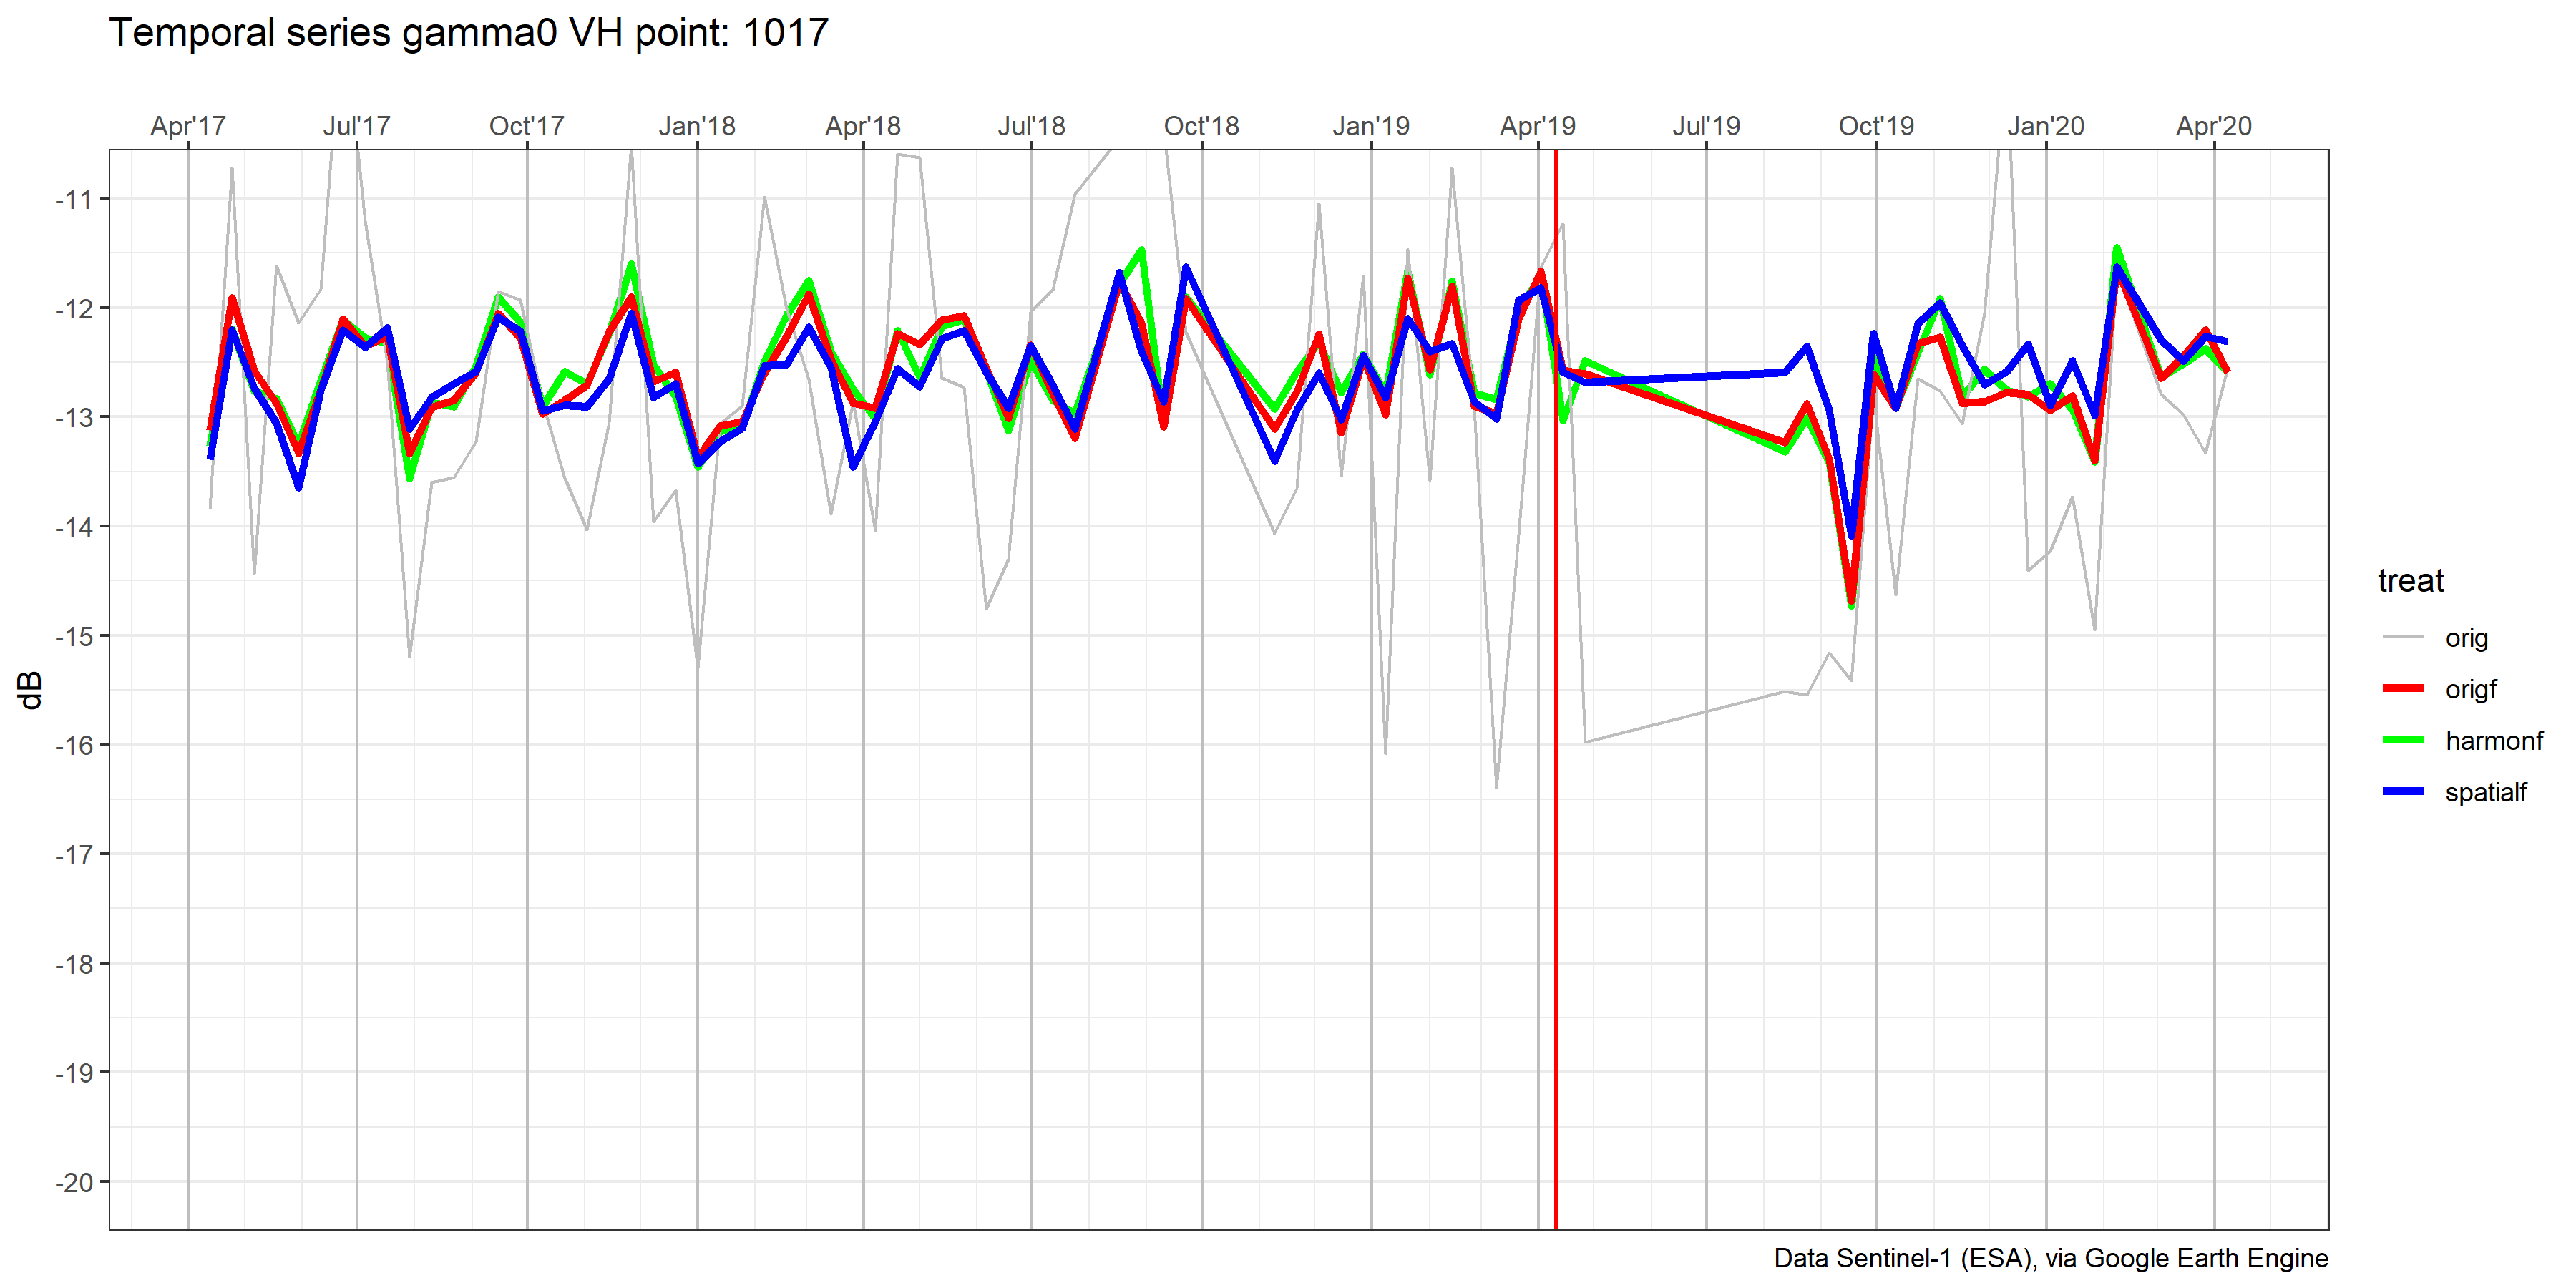 Temporal series gamma0 VH point: 1017
Apr'17 Jul'17 Oct'17 Jan'18 Apr'18 Jul'18 Oct'18 Jan'19 Apr'19 Jul'19 Oct'19 Jan'20 Apr'20
-11
-12
-13
-14
-15
-16
-17
-18
-19
-20
dB
treat
orig
origf
harmonf
spatialf
Data Sentinel-1 (ESA), via Google Earth Engine